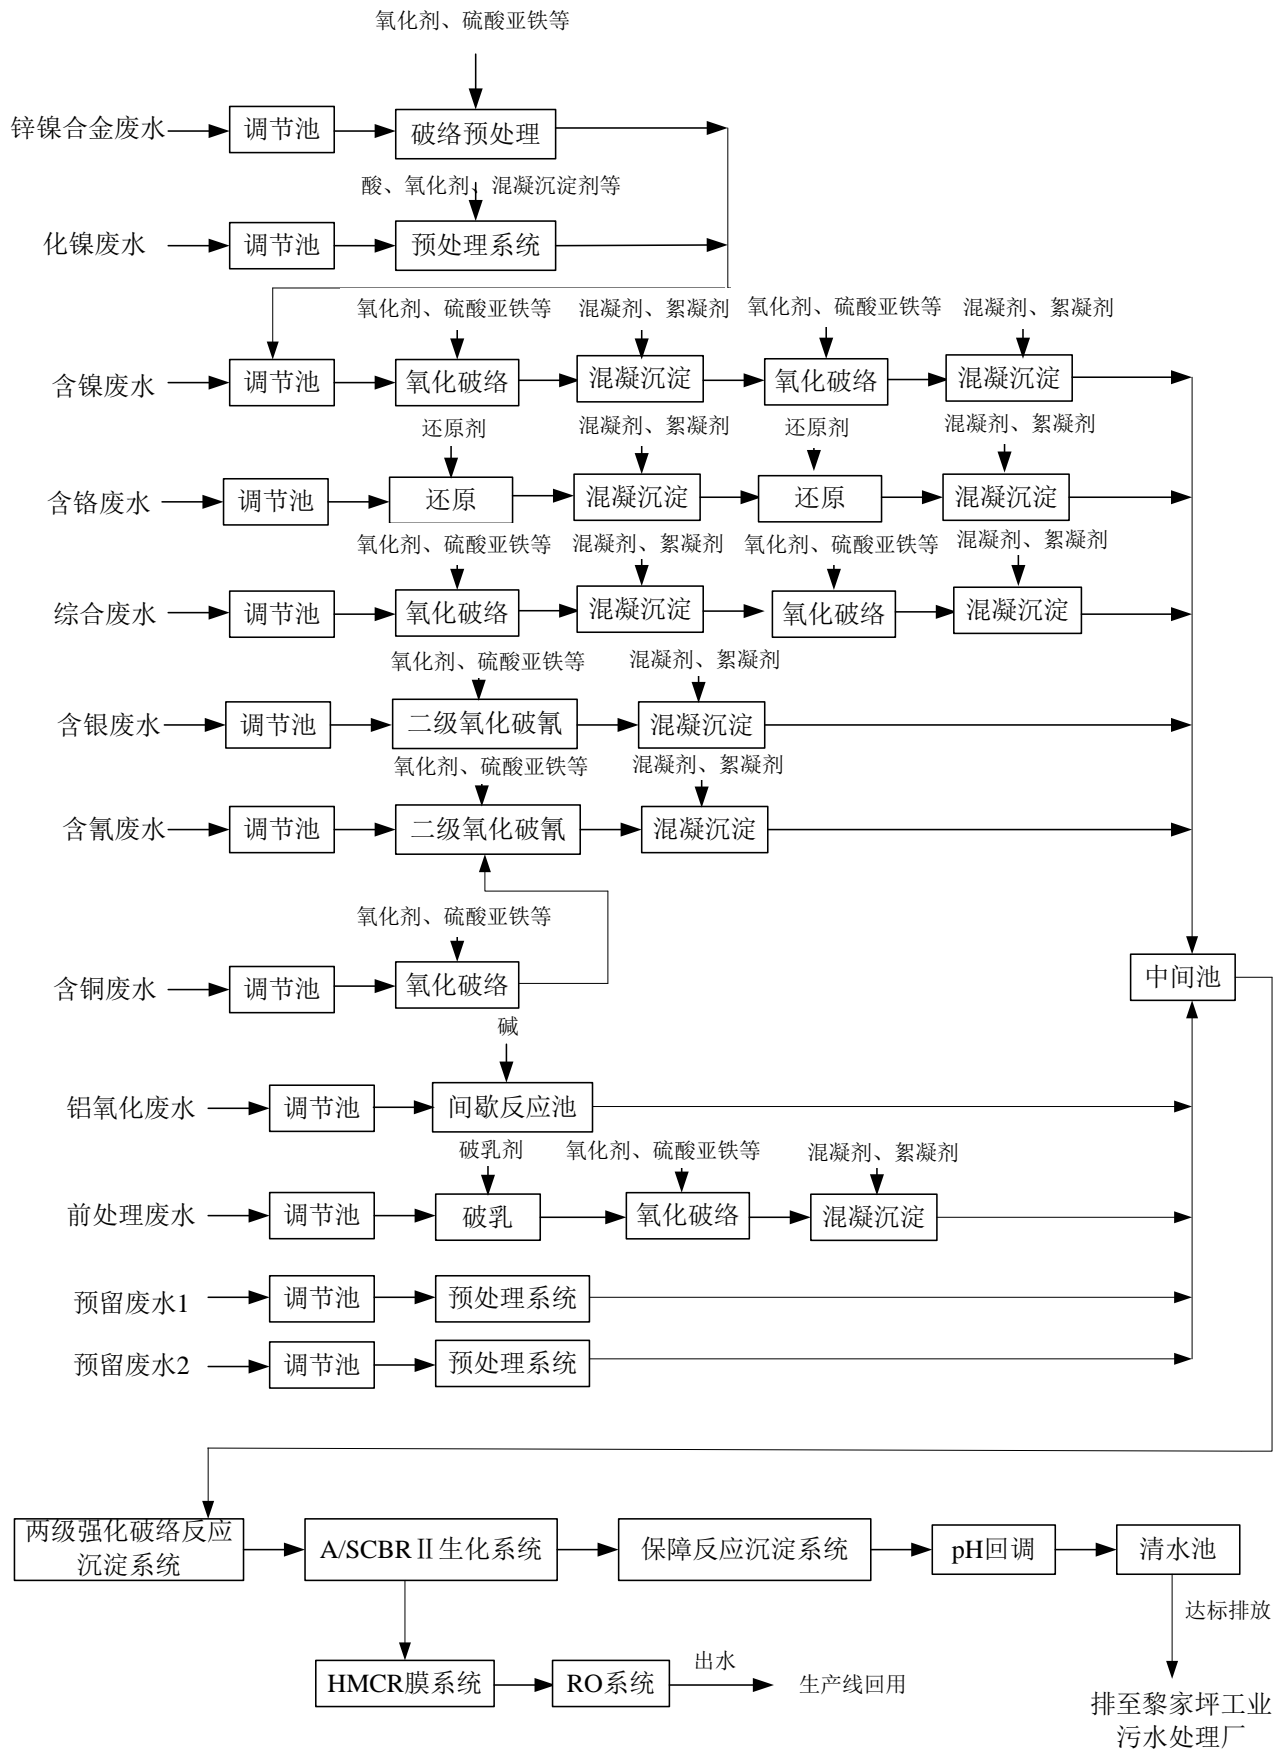 氧化剂、硫酸亚铁等
锌镍合金废水
调节池
破络预处理
酸、氧化剂、混凝沉淀剂等
化镍废水
调节池
预处理系统
氧化剂、硫酸亚铁等
混凝剂、絮凝剂
氧化剂、硫酸亚铁等
混凝剂、絮凝剂
含镍废水
调节池
氧化破络
混凝沉淀
氧化破络
混凝沉淀
还原剂
混凝剂、絮凝剂
还原剂
混凝剂、絮凝剂
含铬废水
调节池
还原
混凝沉淀
还原
混凝沉淀
氧化剂、硫酸亚铁等
混凝剂、絮凝剂
氧化剂、硫酸亚铁等
混凝剂、絮凝剂
综合废水
调节池
氧化破络
混凝沉淀
氧化破络
混凝沉淀
氧化剂、硫酸亚铁等
混凝剂、絮凝剂
含银废水
调节池
二级氧化破氰
混凝沉淀
氧化剂、硫酸亚铁等
混凝剂、絮凝剂
含氰废水
调节池
二级氧化破氰
混凝沉淀
氧化剂、硫酸亚铁等
含铜废水
调节池
氧化破络
中间池
碱
铝氧化废水
调节池
间歇反应池
破乳剂
氧化剂、硫酸亚铁等
混凝剂、絮凝剂
前处理废水
调节池
破乳
氧化破络
混凝沉淀
预留废水1
调节池
预处理系统
预留废水2
调节池
预处理系统
两级强化破络反应
沉淀系统
A/SCBRⅡ生化系统
保障反应沉淀系统
pH回调
清水池
达标排放
HMCR膜系统
RO系统
出水
生产线回用
排至黎家坪工业
污水处理厂